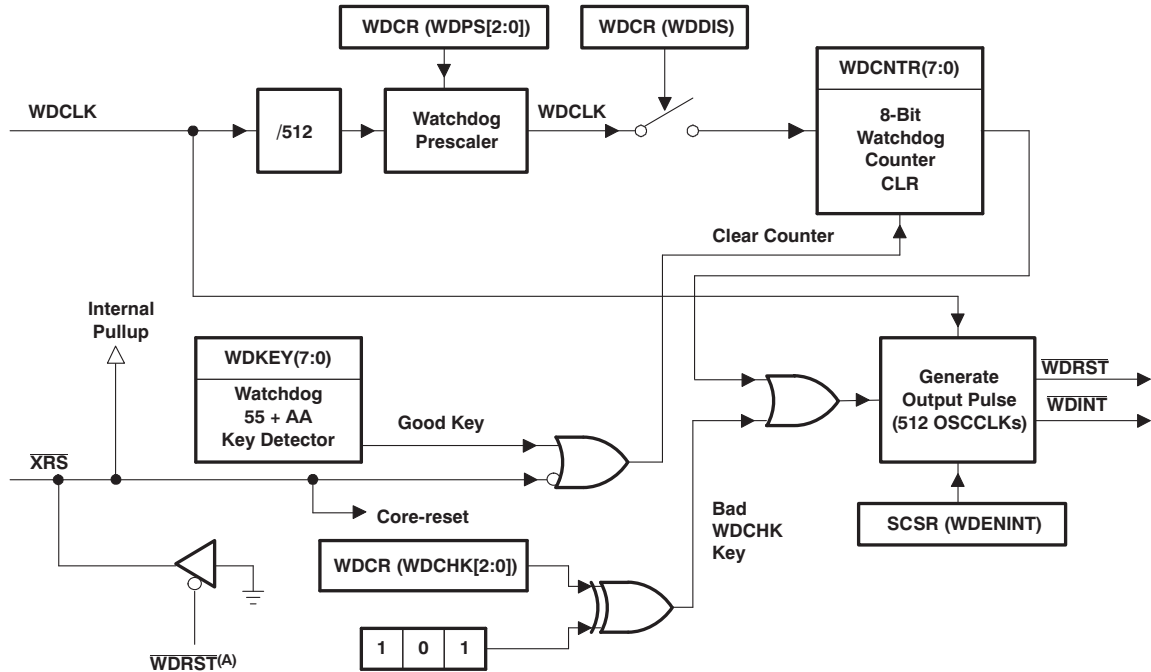 WDCR (WDPS[2:0])
WDCR (WDDIS)
WDCNTR(7:0)
WDCLK
/512
Watchdog
Prescaler
WDCLK
8-Bit
Watchdog
Counter
CLR
Clear Counter
Internal
Pullup
WDKEY(7:0)
Watchdog
55 + AA
Key Detector
Good Key
Generate
Output Pulse
(512 OSCCLKs)
WDRST
WDINT
XRS
Core-reset
Bad
WDCHK
Key
SCSR (WDENINT)
WDCR (WDCHK[2:0])
1 0 1
WDRST(A)